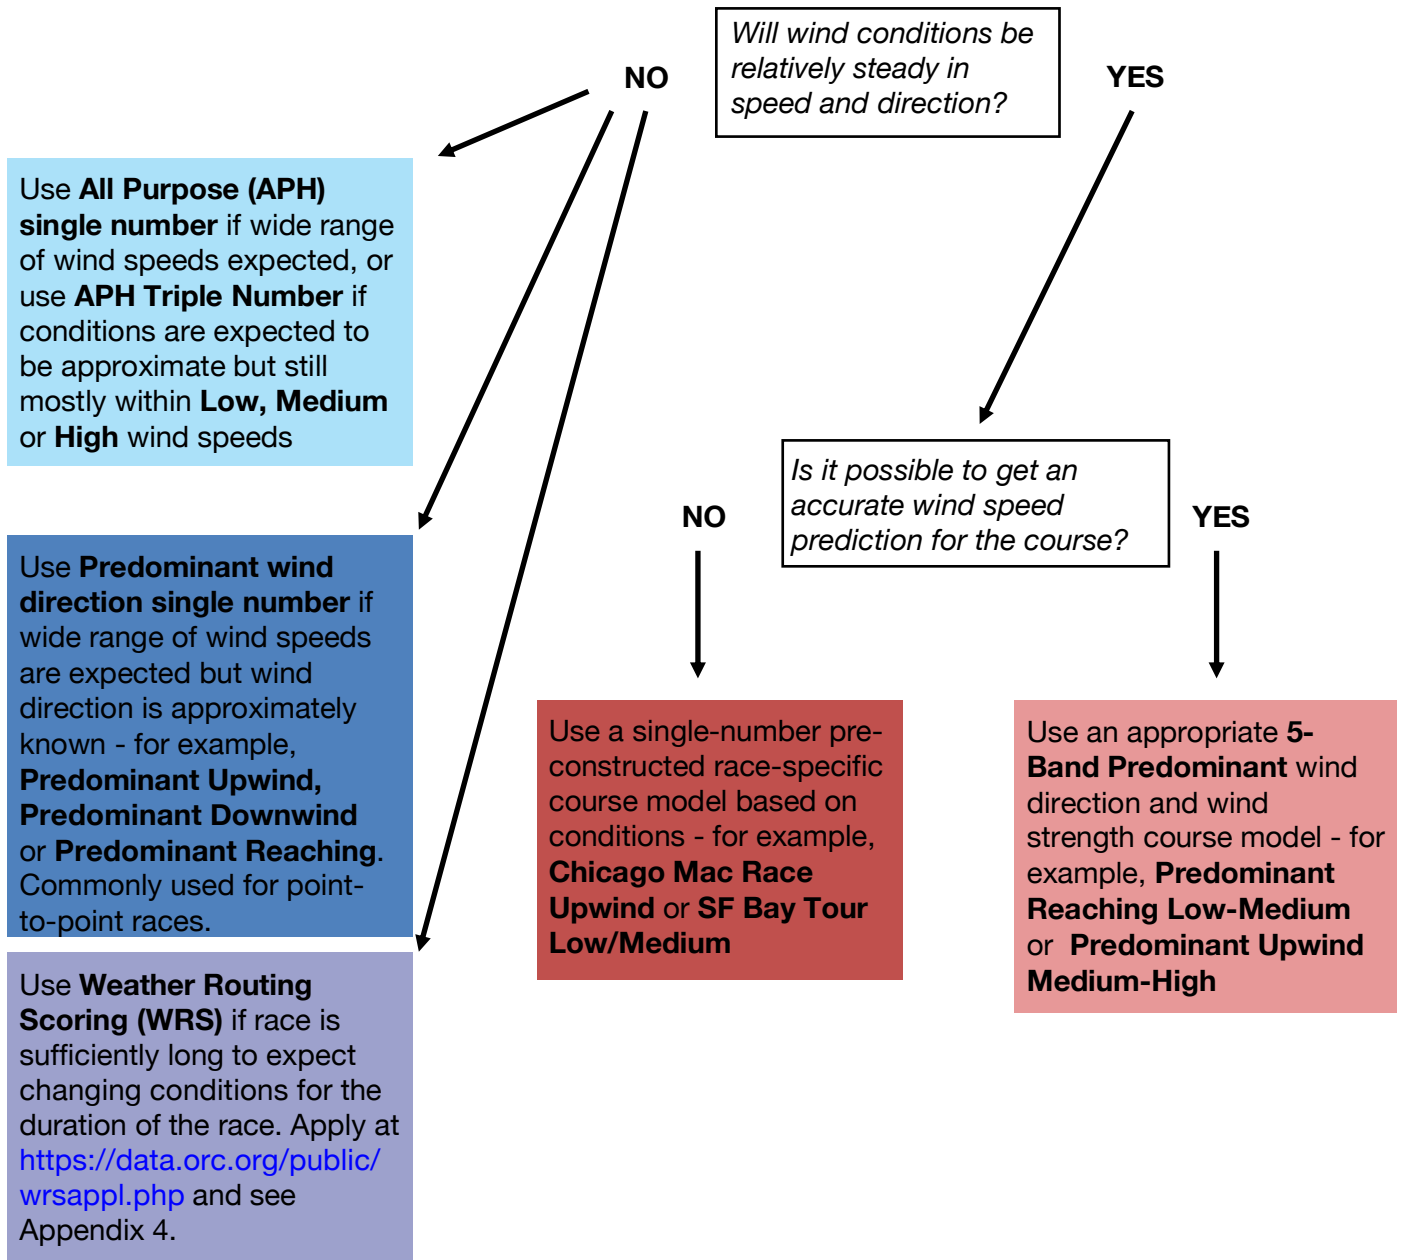 Will wind conditions be
relatively steady in
speed and direction?
NO
YES
Use All Purpose (APH)
single number if wide range
of wind speeds expected, or
use APH Triple Number if
conditions are expected to
be approximate but still
mostly within Low, Medium
or High wind speeds
Is it possible to get an
accurate wind speed
prediction for the course?
NO
YES
Use Predominant wind
direction single number if
wide range of wind speeds
are expected but wind
direction is approximately
known - for example,
Predominant Upwind,
Predominant Downwind
or Predominant Reaching.
Commonly used for point-
to-point races.
Use a single-number pre-
constructed race-specific
course model based on
conditions - for example,
Chicago Mac Race
Upwind or SF Bay Tour
Low/Medium
Use an appropriate 5-
Band Predominant wind
direction and wind
strength course model - for
example, Predominant
Reaching Low-Medium
or Predominant Upwind
Medium-High
Use Weather Routing
Scoring (WRS) if race is
sufficiently long to expect
changing conditions for the
duration of the race. Apply at
https://data.orc.org/public/
wrsappl.php and see
Appendix 4.